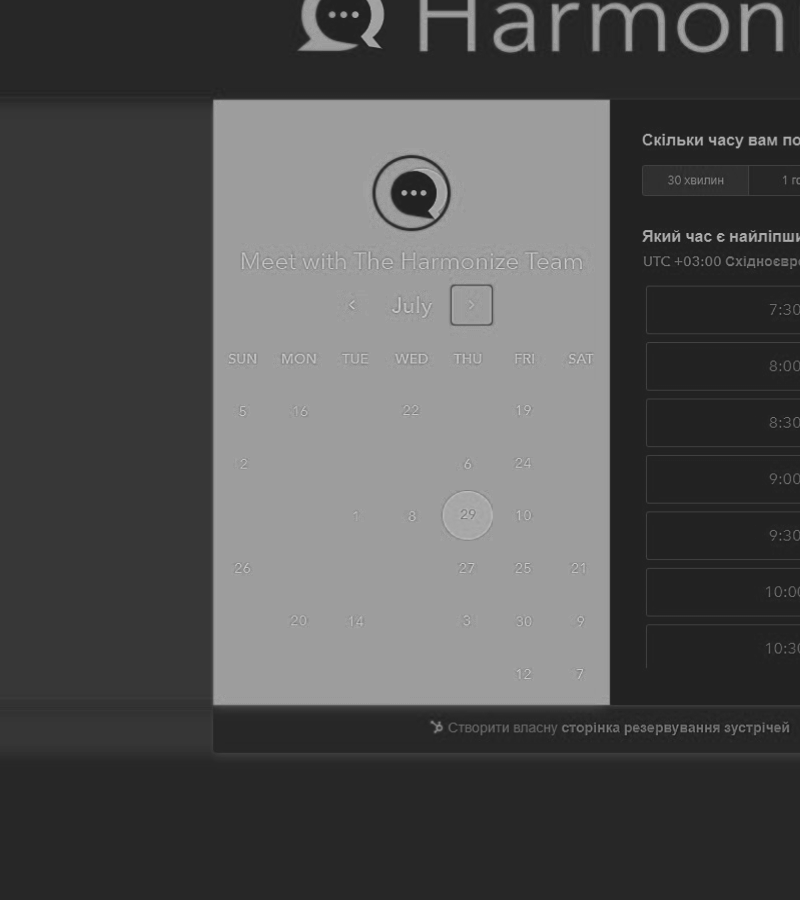 Harmon
Meet with The Harmonize Team
July
SUN MON TUE WED THU FRI SAT
5 16 22 19
2 6 24
1 8 29 10
26 27 25 21
20 14 3 30 9
12 7
Скільки часу вам по
30 хвилин 1 го
Який час є найліпши
UTC +03:00 Східноєвро
7:30
8:00
8:30
9:00
9:30
10:00
10:30
Створити власну сторінка резервування зустрічей